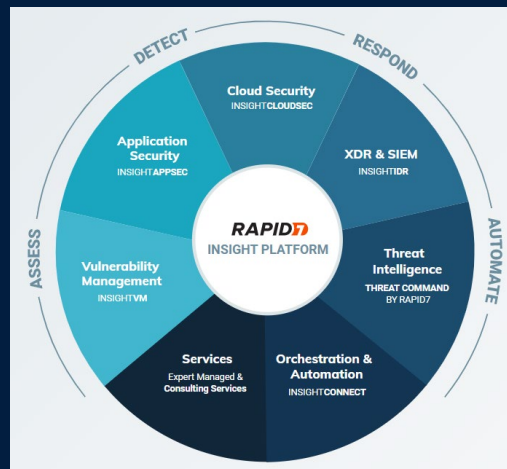 DETECT
RESPOND
AUTOMATE
ASSESS
Cloud Security
INSIGHTCLOUDSEC
XDR & SIEM
INSIGHTIDR
Threat
Intelligence
THREAT COMMAND
BY RAPID7
Orchestration &
Automation
INSIGHTCONNECT
Services
Expert Managed &
Consulting Services
Vulnerability
Management
INSIGHTVM
Application
Security
INSIGHTAPPSEC
RAPID7
INSIGHT PLATFORM